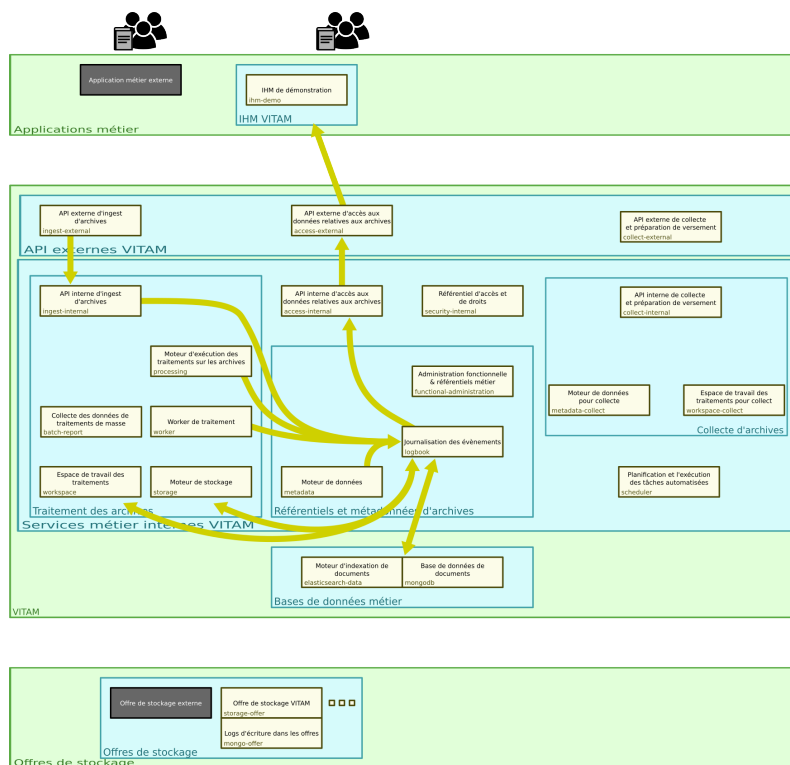 Application métier externe
IHM de démonstration
ihm-demo
IHM VITAM
Applications métier
API externe d'ingest
d'archives
ingest-external
API externe d'accès aux
données relatives aux archives
access-external
API externe de collecte
et préparation de versement
collect-external
API externes VITAM
API interne d'ingest
d'archives
ingest-internal
API interne d'accès aux
données relatives aux archives
access-internal
Référentiel d'accès et
de droits
security-internal
API interne de collecte
et préparation de versement
collect-internal
Moteur d'exécution des
traitements sur les archives
processing
Administration fonctionnelle
& référentiels métier
functional-administration
Moteur de données
pour collecte
metadata-collect
Espace de travail des
traitements pour collect
workspace-collect
Collecte d'archives
Collecte des données de
traitements de masse
batch-report
Worker de traitement
worker
Journalisation des évènements
logbook
Espace de travail des
traitements
workspace
Moteur de stockage
storage
Moteur de données
metadata
Planification et l'exécution
des tâches automatisées
scheduler
Traitement des archives
Référentiels et métadonnées d'archives
Services métier internes VITAM
Moteur d'indexation de
documents
elasticsearch-data
Base de données de
documents
mongodb
Bases de données métier
VITAM
Offre de stockage externe
Offre de stockage VITAM
storage-offer
Logs d'écriture dans les offres
mongo-offer
Offres de stockage
Offres de stockage